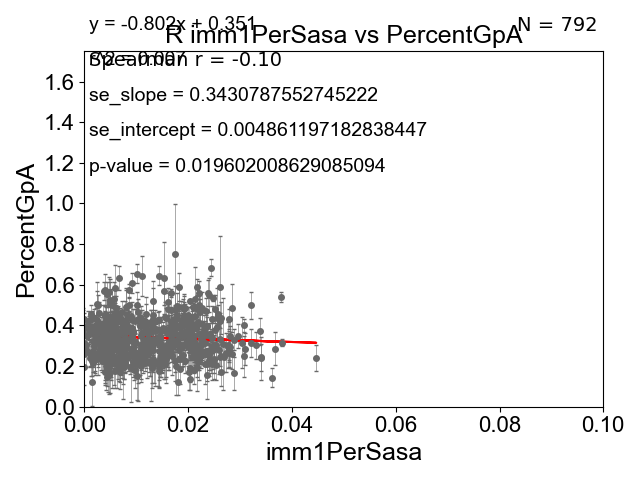 y = -0.802x + 0.351
N = 792
R imm1PerSasa vs PercentGpA
Spearman r = -0.10
se_slope = 0.3430787552745222
se_intercept = 0.004861197182838447
p-value = 0.019602008629085094
PercentGpA
1.6
1.4
1.2
1.0
0.8
0.6
0.4
0.2
0.0
0.00 0.02 0.04 0.06 0.08 0.10
imm1PerSasa